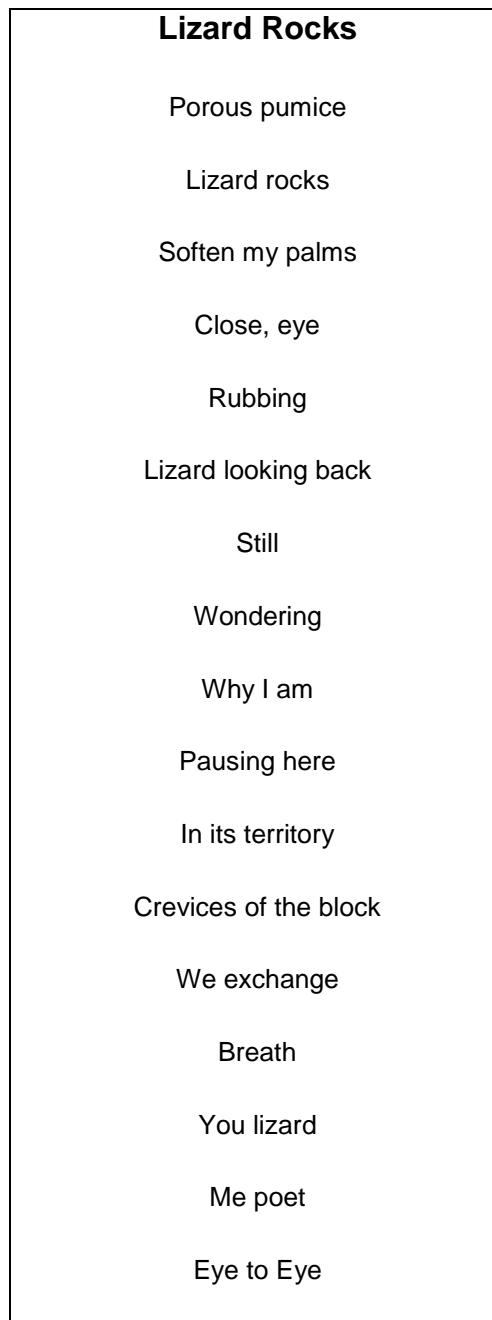 Lizard Rocks
Porous pumice
Lizard rocks
Soften my palms
Close, eye
Rubbing
Lizard looking back
Still
Wondering
Why I am
Pausing here
In its territory
Crevices of the block
We exchange
Breath
You lizard
Me poet
Eye to Eye